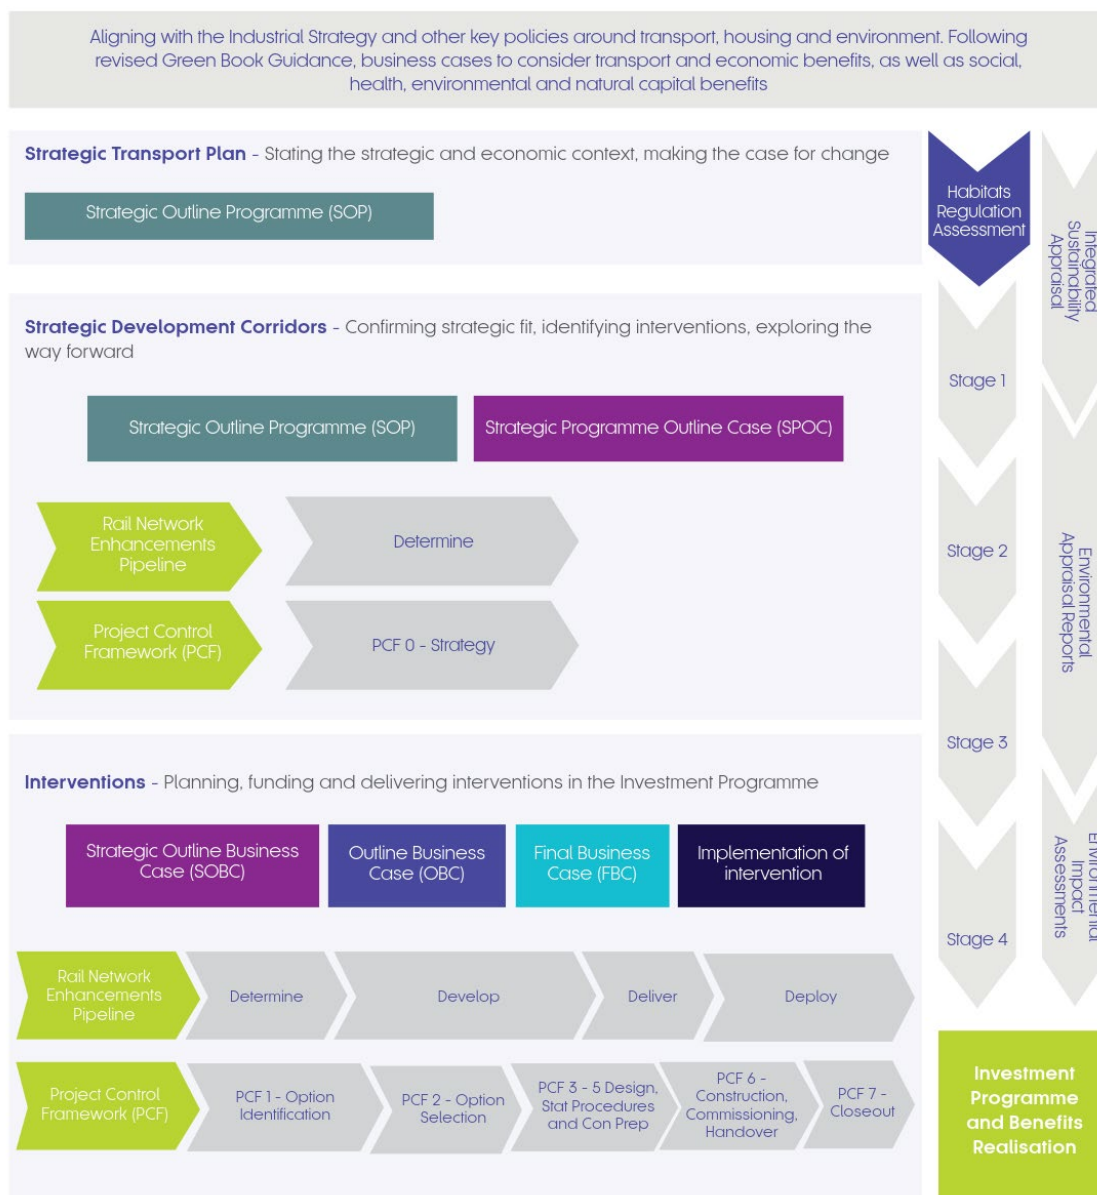 Aligning with the Industrial Strategy and other key policies around transport, housing and environment. Following
revised Green Book Guidance, business cases to consider transport and economic benefits, as well as social,
health, environmental and natural capital benefits
Strategic Transport Plan - Stating the strategic and economic context, making the case for change
Strategic Outline Programme (SOP)
Strategic Development Corridors - Confirming strategic fit, identifying interventions, exploring the
way forward
Strategic Outline Programme (SOP)
Strategic Programme Outline Case (SPOC)
Rail Network
Enhancements
Pipeline
Determine
Project Control
Framework (PCF)
PCF 0 - Strategy
Interventions - Planning, funding and delivering interventions in the Investment Programme
Strategic Outline Business
Case (SOBC)
Outline Business
Case (OBC)
Final Business
Case (FBC)
Implementation of
intervention
Rail Network
Enhancements
Pipeline
Determine
Develop
Deliver
Deploy
Project Control
Framework (PCF)
PCF 1 - Option
Identification
PCF 2 - Option
Selection
PCF 3 - 5 Design,
Stat Procedures
and Con Prep
PCF 6 -
Construction,
Commissioning,
Handover
PCF 7 -
Closeout
Habitats
Regulation
Assessment
Stage 1
Stage 2
Stage 3
Stage 4
Integrated
Sustainability
Appraisal
Environmental
Appraisal Reports
Environmental
Impact
Assessments
Investment
Programme
and Benefits
Realisation